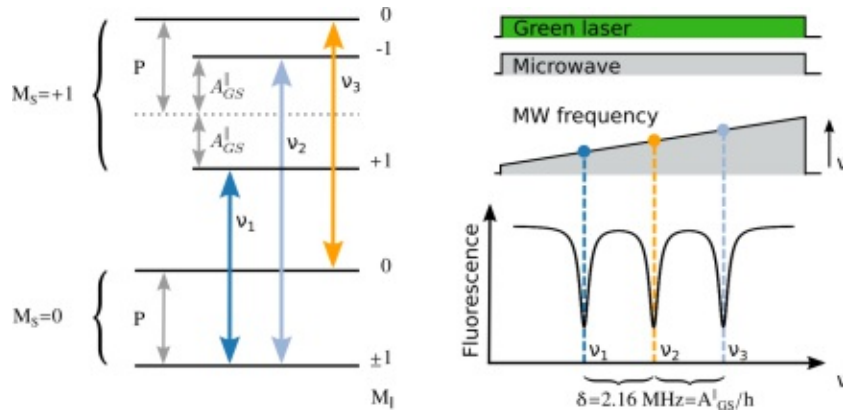 0
-1
P
A∥GS
ν3
MS=+1
ν2
A∥GS
+1
ν1
0
MS=0
P
±1
M∥
Green laser
Microwave
MW frequency
ν
Fluorescence
ν1
ν2
ν3
ν
δ=2.16 MHz=A∥GS/h